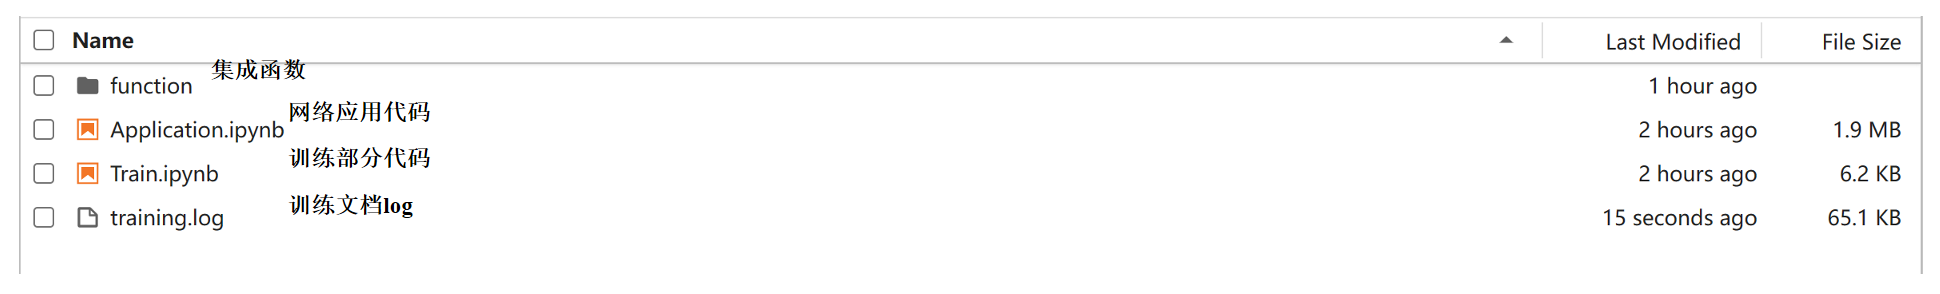 Name Last Modified File Size
集成函数
function 1 hour ago
网络应用代码
Application.ipynb 2 hours ago 1.9 MB
训练部分代码
Train.ipynb 2 hours ago 6.2 KB
训练文档log
training.log 15 seconds ago 65.1 KB